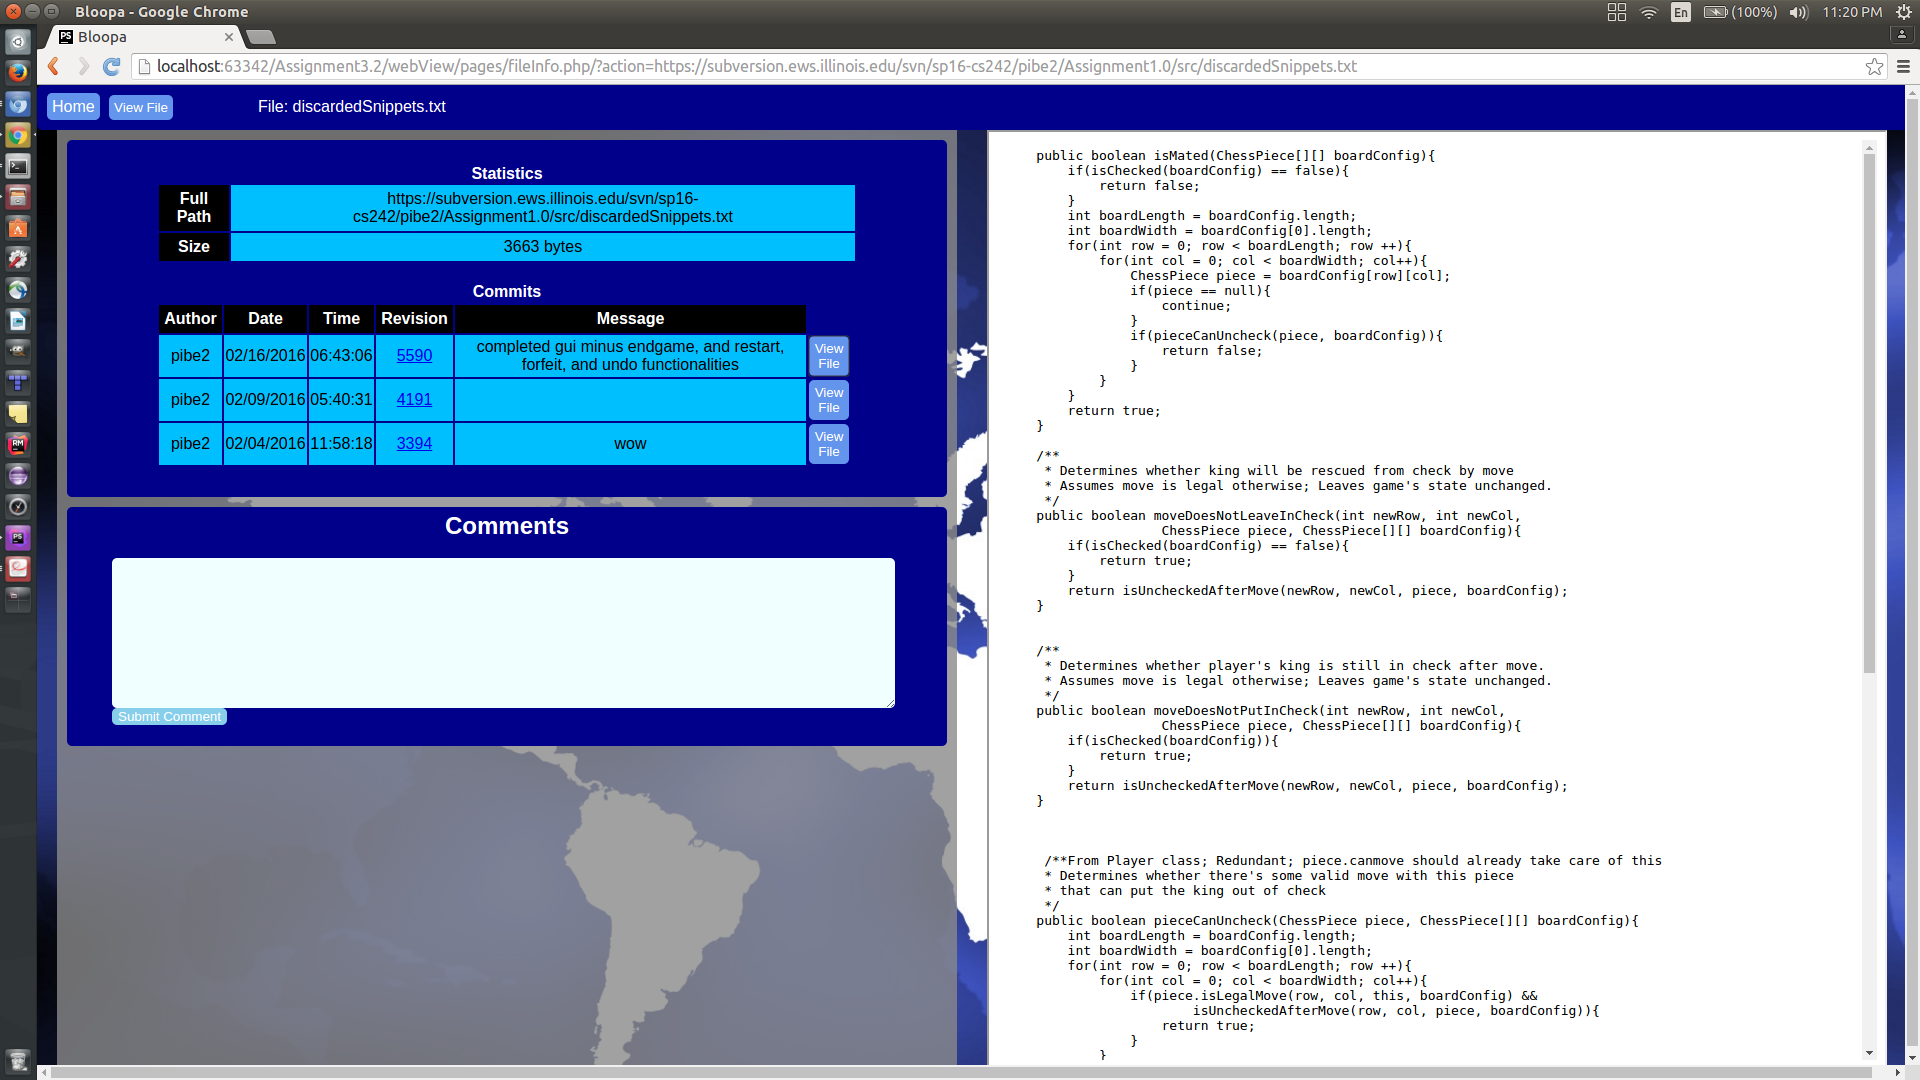 Bloopa - Google Chrome
En
(100%)
11:20 PM
Bloopa
localhost:63342/Assignment3.2/webView/pages/fileInfo.php/?action=https://subversion.ews.illinois.edu/svn/sp16-cs242/pibe2/Assignment1.0/src/discardedSnippets.txt
Home
View File
File: discardedSnippets.txt
Statistics
Full Path
https://subversion.ews.illinois.edu/svn/sp16-
cs242/pibe2/Assignment1.0/src/discardedSnippets.txt
Size
3663 bytes
Commits
Author Date Time Revision Message
pibe2 02/16/2016 06:43:06 5590 completed gui minus endgame, and restart,
forfeit, and undo functionalities
View File
pibe2 02/09/2016 05:40:31 4191
View File
pibe2 02/04/2016 11:58:18 3394 wow
View File
Comments
Submit Comment
public boolean isMated(ChessPiece[][] boardConfig){
if(isChecked(boardConfig) == false){
return false;
}
int boardLength = boardConfig.length;
int boardWidth = boardConfig[0].length;
for(int row = 0; row < boardLength; row ++){
for(int col = 0; col < boardWidth; col++){
ChessPiece piece = boardConfig[row][col];
if(piece == null){
continue;
}
if(pieceCanUncheck(piece, boardConfig)){
return false;
}
}
}
return true;
}
/**
* Determines whether king will be rescued from check by move
* Assumes move is legal otherwise; Leaves game's state unchanged.
*/
public boolean moveDoesNotLeaveInCheck(int newRow, int newCol,
ChessPiece piece, ChessPiece[][] boardConfig){
if(isChecked(boardConfig) == false){
return true;
}
return isUncheckedAfterMove(newRow, newCol, piece, boardConfig);
}
/**
* Determines whether player's king is still in check after move.
* Assumes move is legal otherwise; Leaves game's state unchanged.
*/
public boolean moveDoesNotPutInCheck(int newRow, int newCol,
ChessPiece piece, ChessPiece[][] boardConfig){
if(isChecked(boardConfig)){
return true;
}
return isUncheckedAfterMove(newRow, newCol, piece, boardConfig);
}
/**From Player class; Redundant; piece.canmove should already take care of this
* Determines whether there's some valid move with this piece
* that can put the king out of check
*/
public boolean pieceCanUncheck(ChessPiece piece, ChessPiece[][] boardConfig){
int boardLength = boardConfig.length;
int boardWidth = boardConfig[0].length;
for(int row = 0; row < boardLength; row ++){
for(int col = 0; col < boardWidth; col++){
if(piece.isLegalMove(row, col, this, boardConfig) &&
isUncheckedAfterMove(row, col, piece, boardConfig)){
return true;
}
}